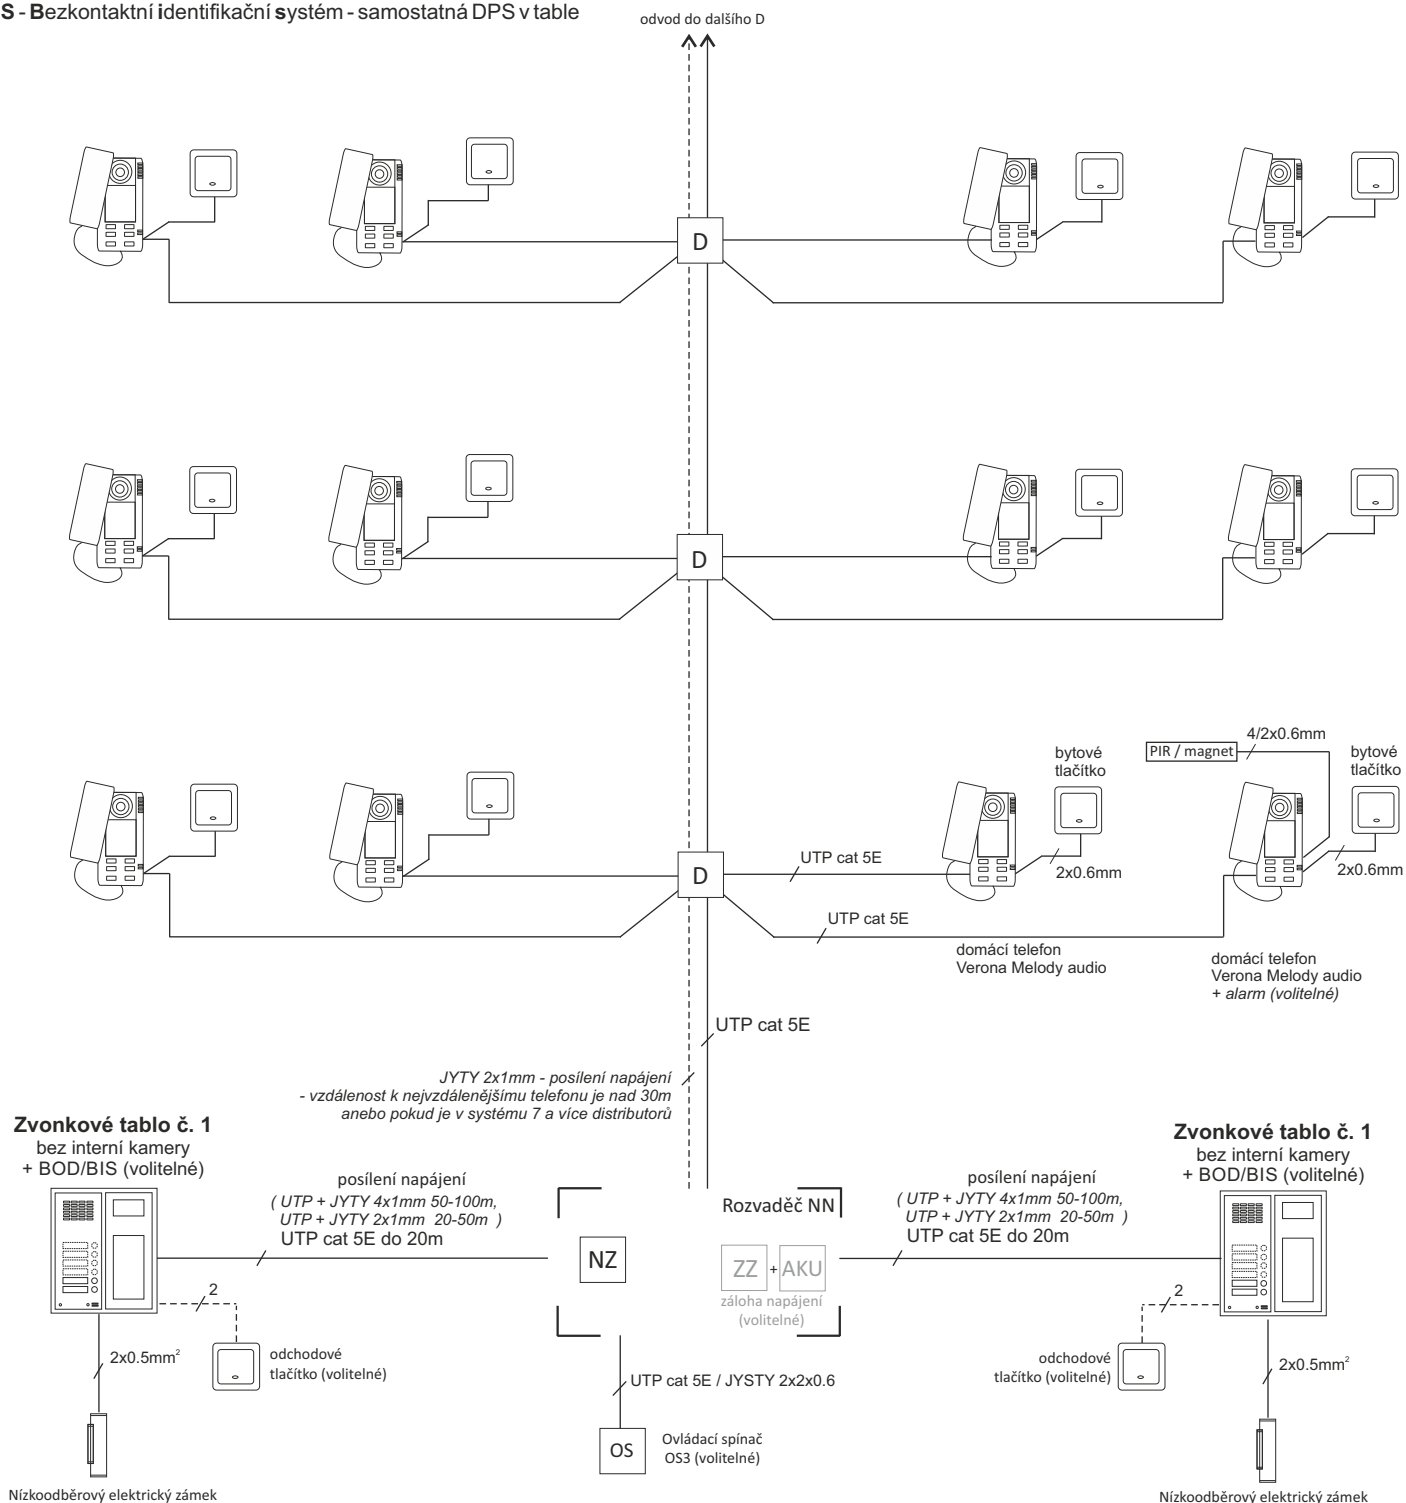 S - Bezkontaktní identifikační systém - samostatná DPS v table
odvod do dalšího D
D
D
4/2x0.6mm
PIR / magnet
bytové
tlačítko
bytové
tlačítko
UTP cat 5E
D
2x0.6mm
2x0.6mm
UTP cat 5E
domácí telefon
Verona Melody audio
domácí telefon
Verona Melody audio
+ alarm (volitelné)
UTP cat 5E
JYTY 2x1mm - posílení napájení
- vzdálenost k nejvzdálenějšímu telefonu je nad 30m
anebo pokud je v systému 7 a více distributorů
Zvonkové tablo č. 1
bez interní kamery
+ BOD/BIS (volitelné)
posílení napájení
( UTP + JYTY 4x1mm 50-100m,
UTP + JYTY 2x1mm 20-50m )
UTP cat 5E do 20m
2
odchodové
tlačítko (volitelné)
2x0.5mm²
Nízkoodběrový elektrický zámek
Rozvaděč NN
NZ
ZZ + AKU
záloha napájení
(volitelné)
UTP cat 5E / JYSTY 2x2x0.6
OS
Ovládací spínač
OS3 (volitelné)
Zvonkové tablo č. 1
bez interní kamery
+ BOD/BIS (volitelné)
posílení napájení
( UTP + JYTY 4x1mm 50-100m,
UTP + JYTY 2x1mm 20-50m )
UTP cat 5E do 20m
2
odchodové
tlačítko (volitelné)
2x0.5mm²
Nízkoodběrový elektrický zámek